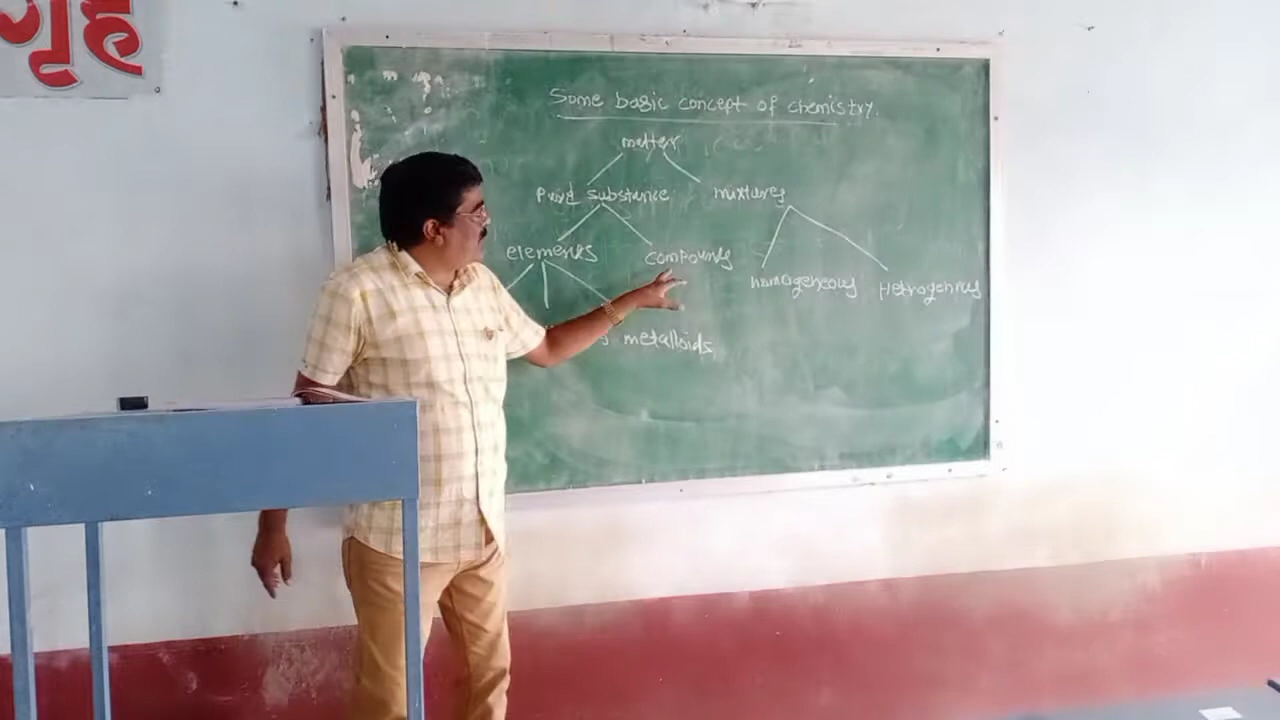 गृह
Some basic concept of chemistry.
matter
Pure substance mixtures
elements compounds
homogeneous Hetrogenous
metalloids